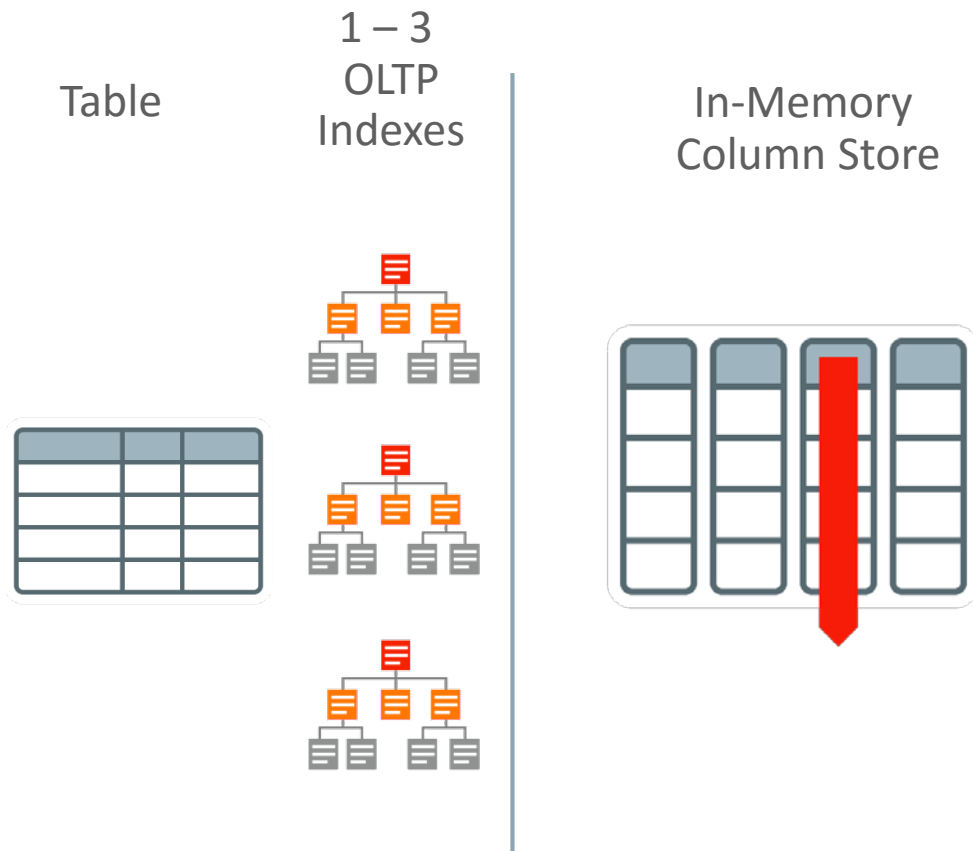 Table
1 – 3
OLTP
Indexes
In-Memory
Column Store